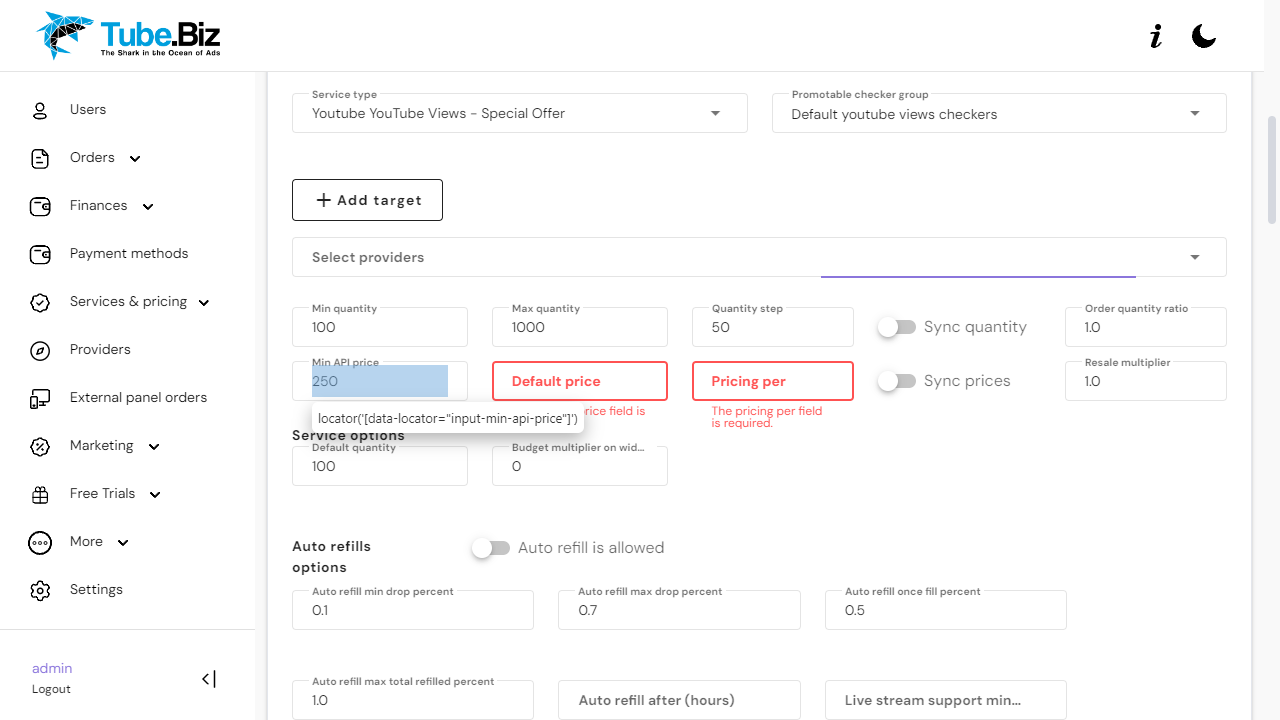 Tube.Biz
The Shark in the Ocean of Ads
i
Users
Orders
Finances
Payment methods
Services & pricing
Providers
External panel orders
Marketing
Free Trials
More
Settings
admin
Logout
Service type
Youtube YouTube Views - Special Offer
Promotable checker group
Default youtube views checkers
Add target
Select providers
Min quantity
100
Max quantity
1000
Quantity step
50
Sync quantity
Order quantity ratio
1.0
Min API price
250
Default price
Pricing per
Sync prices
Resale multiplier
1.0
price field is
The pricing per field
is required.
locator('[data-locator="input-min-api-price"]')
Service options
Default quantity
100
Budget multiplier on wid...
0
Auto refills
options
Auto refill is allowed
Auto refill min drop percent
0.1
Auto refill max drop percent
0.7
Auto refill once fill percent
0.5
Auto refill max total refilled percent
1.0
Auto refill after (hours)
Live stream support min...